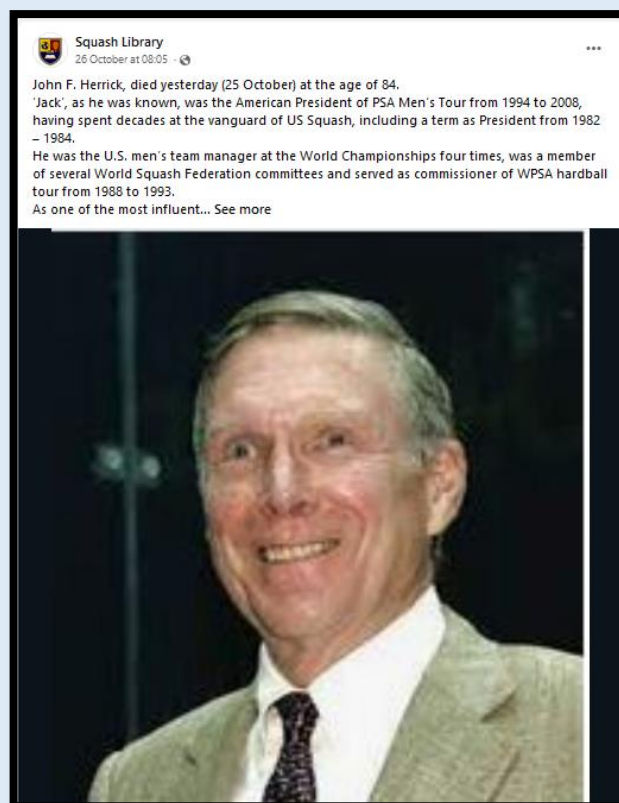 Squash Library
26 October at 08:05 ·
John F. Herrick, died yesterday (25 October) at the age of 84.
'Jack', as he was known, was the American President of PSA Men's Tour from 1994 to 2008,
having spent decades at the vanguard of US Squash, including a term as President from 1982
– 1984.
He was the U.S. men's team manager at the World Championships four times, was a member
of several World Squash Federation committees and served as commissioner of WPSA hardball
tour from 1988 to 1993.
As one of the most influent... See more